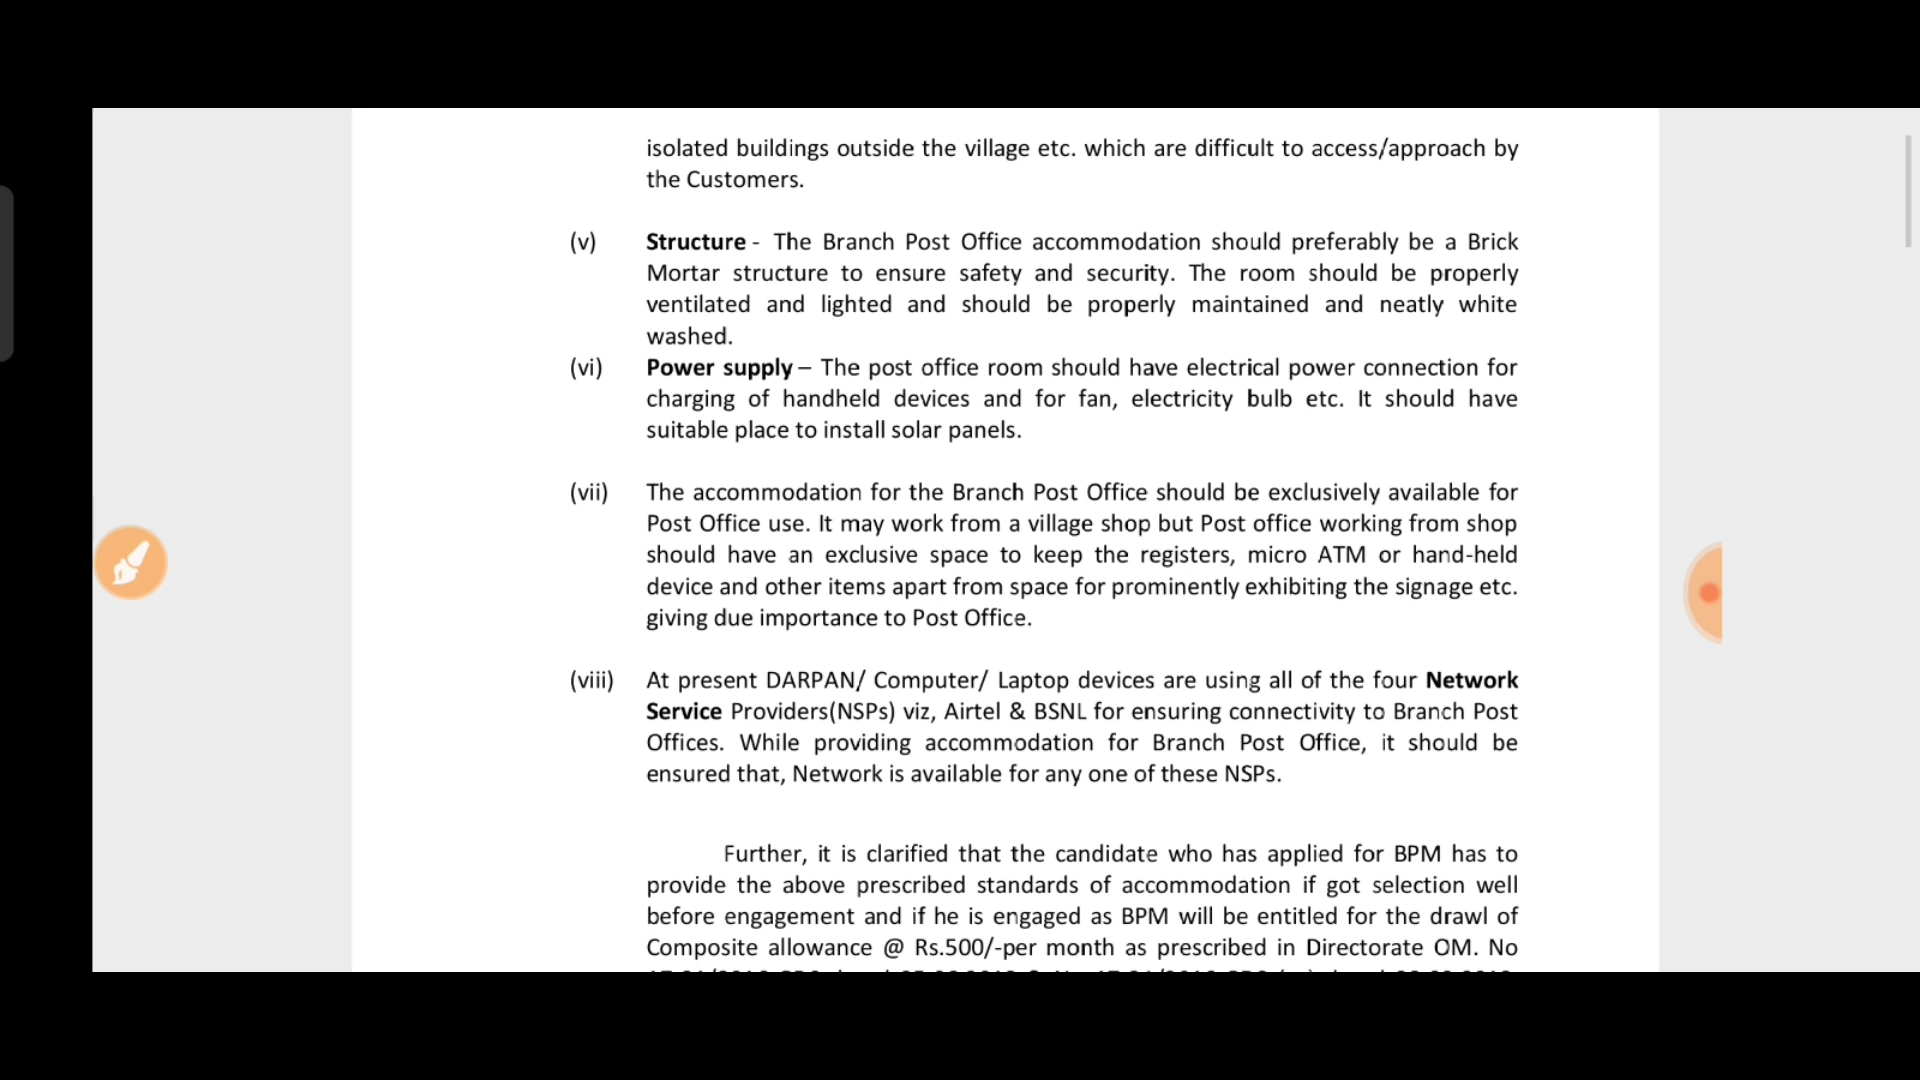 isolated buildings outside the village etc. which are difficult to access/approach by
the Customers.
(v) Structure - The Branch Post Office accommodation should preferably be a Brick
Mortar structure to ensure safety and security. The room should be properly
ventilated and lighted and should be properly maintained and neatly white
washed.
(vi) Power supply – The post office room should have electrical power connection for
charging of handheld devices and for fan, electricity bulb etc. It should have
suitable place to install solar panels.
(vii) The accommodation for the Branch Post Office should be exclusively available for
Post Office use. It may work from a village shop but Post office working from shop
should have an exclusive space to keep the registers, micro ATM or hand-held
device and other items apart from space for prominently exhibiting the signage etc.
giving due importance to Post Office.
(viii) At present DARPAN/ Computer/ Laptop devices are using all of the four Network
Service Providers(NSPs) viz, Airtel & BSNL for ensuring connectivity to Branch Post
Offices. While providing accommodation for Branch Post Office, it should be
ensured that, Network is available for any one of these NSPs.
Further, it is clarified that the candidate who has applied for BPM has to
provide the above prescribed standards of accommodation if got selection well
before engagement and if he is engaged as BPM will be entitled for the drawl of
Composite allowance @ Rs.500/-per month as prescribed in Directorate OM. No